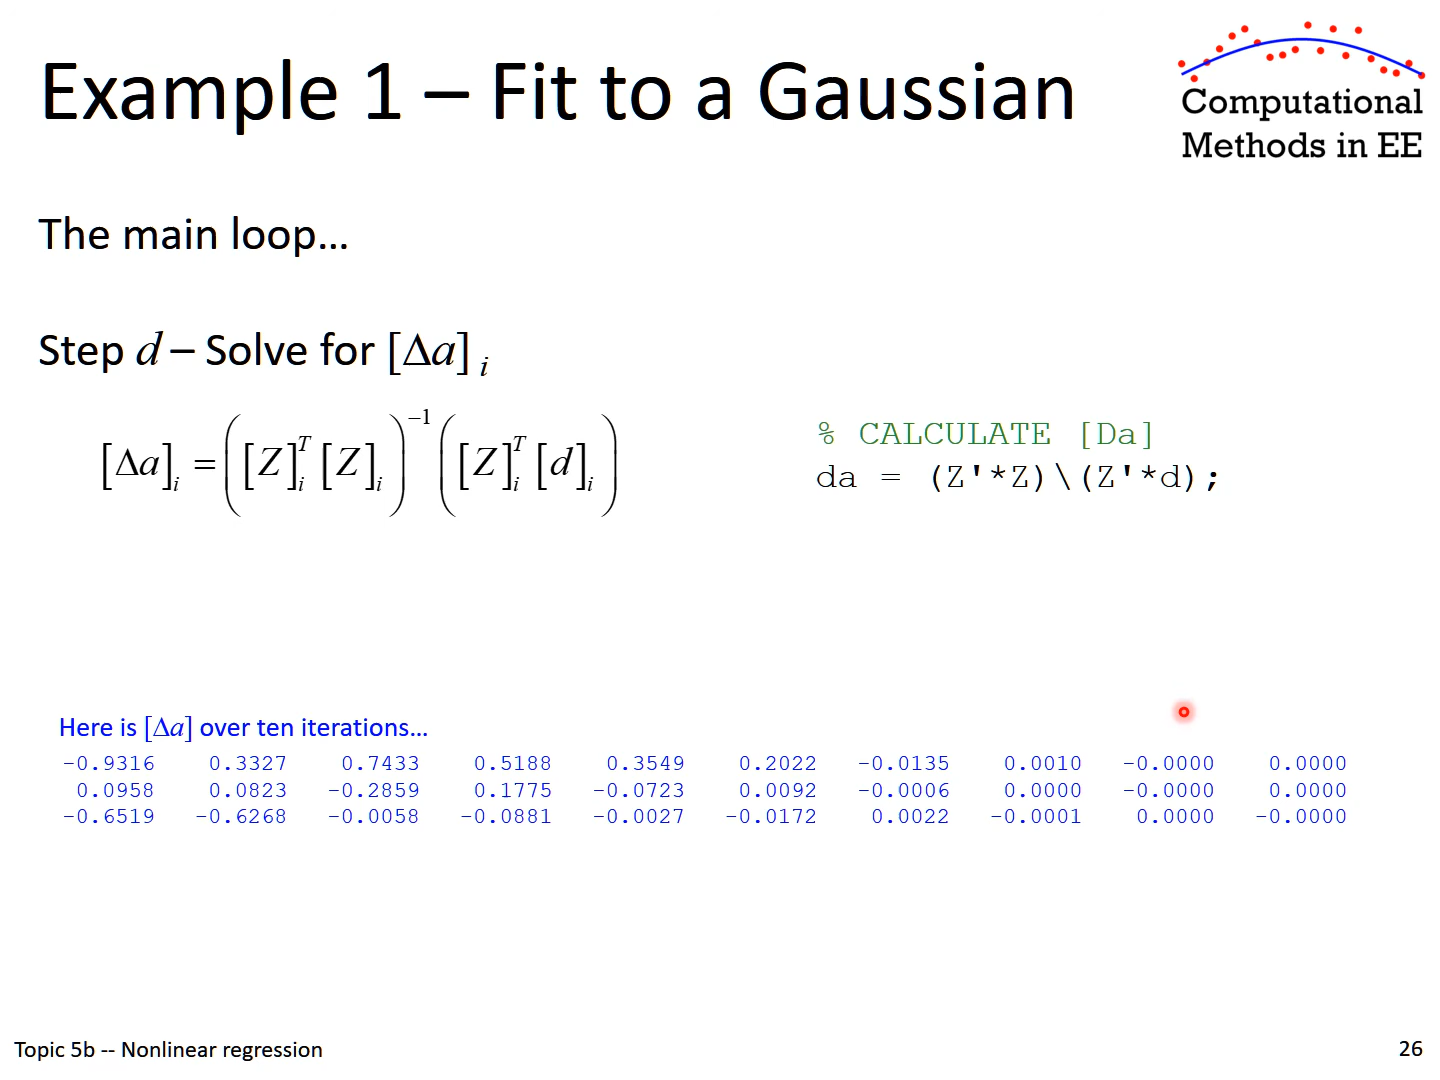 Example 1 – Fit to a Gaussian
Computational
Methods in EE
The main loop…
Step d – Solve for [Δa] i
[Δa]i = ([Z]iT [Z]i)−1 ([Z]iT [d]i)
% CALCULATE [Da]
da = (Z'*Z)\(Z'*d);
Here is [Δa] over ten iterations…
-0.9316 0.3327 0.7433 0.5188 0.3549 0.2022 -0.0135 0.0010 -0.0000 0.0000
0.0958 0.0823 -0.2859 0.1775 -0.0723 0.0092 -0.0006 0.0000 -0.0000 0.0000
-0.6519 -0.6268 -0.0058 -0.0881 -0.0027 -0.0172 0.0022 -0.0001 0.0000 -0.0000
Topic 5b -- Nonlinear regression
26